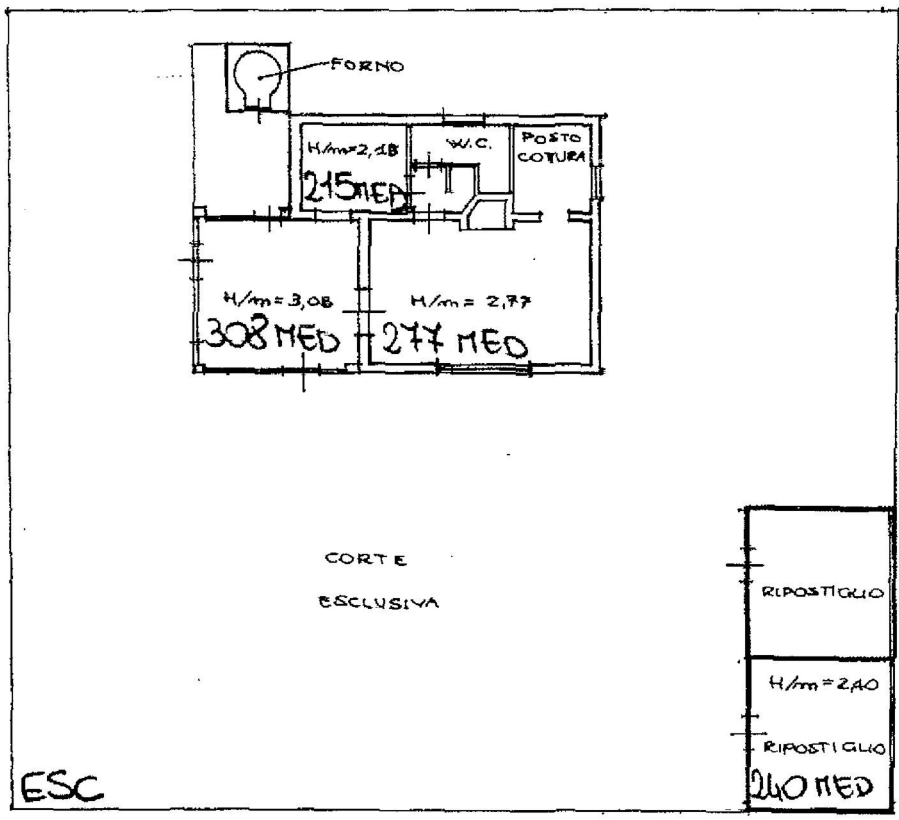 FORNO
H/m=2,18
215 MED
W.C.
POSTO
COTURA
H/m=3,08
308 MED
H/m = 2,77
277 MED
CORTE
ESCLUSIVA
RIPOSTIGLIO
H/m=2,40
RIPOSTIGLIO
240 MED
ESC